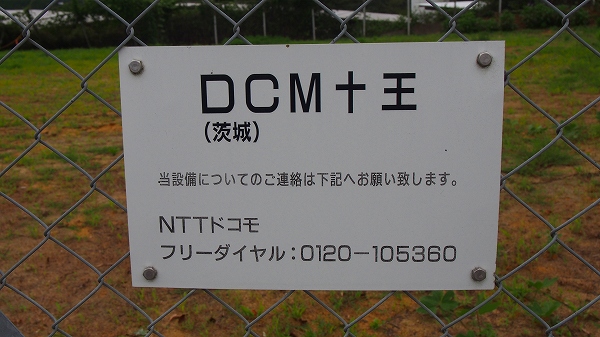 DCM十王
(茨城)
当設備についてのご連絡は下記へお願い致します。
NTTドコモ
フリーダイヤル:0120-105360